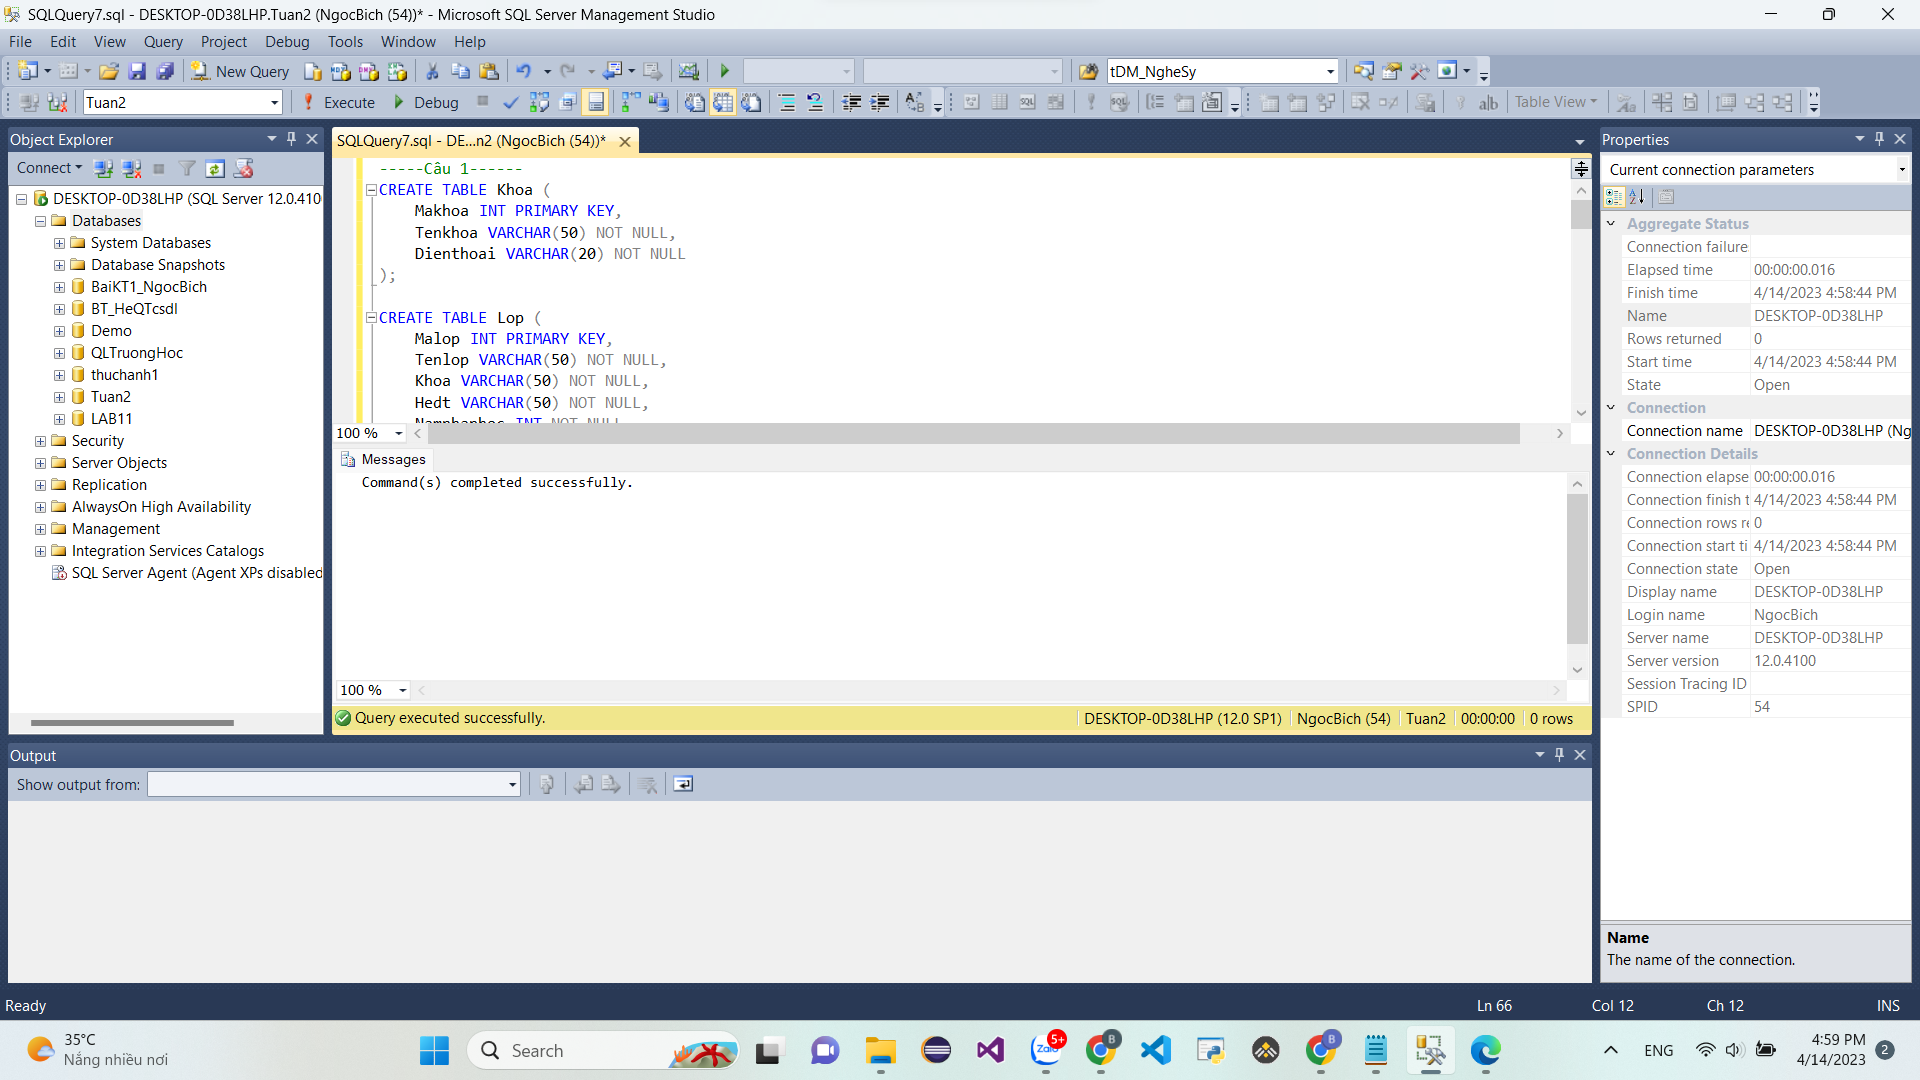 SQLQuery7.sql - DESKTOP-0D38LHP.Tuan2 (NgocBich (54))* - Microsoft SQL Server Management Studio
File Edit View Query Project Debug Tools Window Help
New Query
tDM_NgheSy
Tuan2
Execute
Debug
Table View
Object Explorer
Connect
DESKTOP-0D38LHP (SQL Server 12.0.410
Databases
System Databases
Database Snapshots
BaiKT1_NgocBich
BT_HeQTcsdl
Demo
QLTruongHoc
thuchanh1
Tuan2
LAB11
Security
Server Objects
Replication
AlwaysOn High Availability
Management
Integration Services Catalogs
SQL Server Agent (Agent XPs disabled
SQLQuery7.sql - DE...n2 (NgocBich (54))*
-----Câu 1------
CREATE TABLE Khoa (
Makhoa INT PRIMARY KEY,
Tenkhoa VARCHAR(50) NOT NULL,
Dienthoai VARCHAR(20) NOT NULL
);
CREATE TABLE Lop (
Malop INT PRIMARY KEY,
Tenlop VARCHAR(50) NOT NULL,
Khoa VARCHAR(50) NOT NULL,
Hedt VARCHAR(50) NOT NULL,
100 %
Messages
Command(s) completed successfully.
100 %
Query executed successfully.
DESKTOP-0D38LHP (12.0 SP1)
NgocBich (54)
Tuan2
00:00:00
0 rows
Properties
Current connection parameters
Aggregate Status
Connection failure
Elapsed time 00:00:00.016
Finish time 4/14/2023 4:58:44 PM
Name DESKTOP-0D38LHP
Rows returned 0
Start time 4/14/2023 4:58:44 PM
State Open
Connection
Connection name DESKTOP-0D38LHP (Ng
Connection Details
Connection elapse 00:00:00.016
Connection finish t 4/14/2023 4:58:44 PM
Connection rows re 0
Connection start ti 4/14/2023 4:58:44 PM
Connection state Open
Display name DESKTOP-0D38LHP
Login name NgocBich
Server name DESKTOP-0D38LHP
Server version 12.0.4100
Session Tracing ID
SPID 54
Name
The name of the connection.
Output
Show output from:
Ready
Ln 66
Col 12
Ch 12
INS
35°C
Nắng nhiều nơi
Search
Zalo
5+
B
B
ENG
4:59 PM
4/14/2023
2